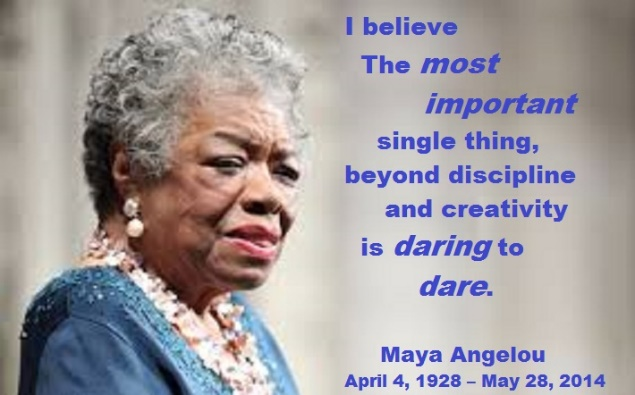 I believe
The most
important
single thing,
beyond discipline
and creativity
is daring to
dare.
Maya Angelou
April 4, 1928 – May 28, 2014